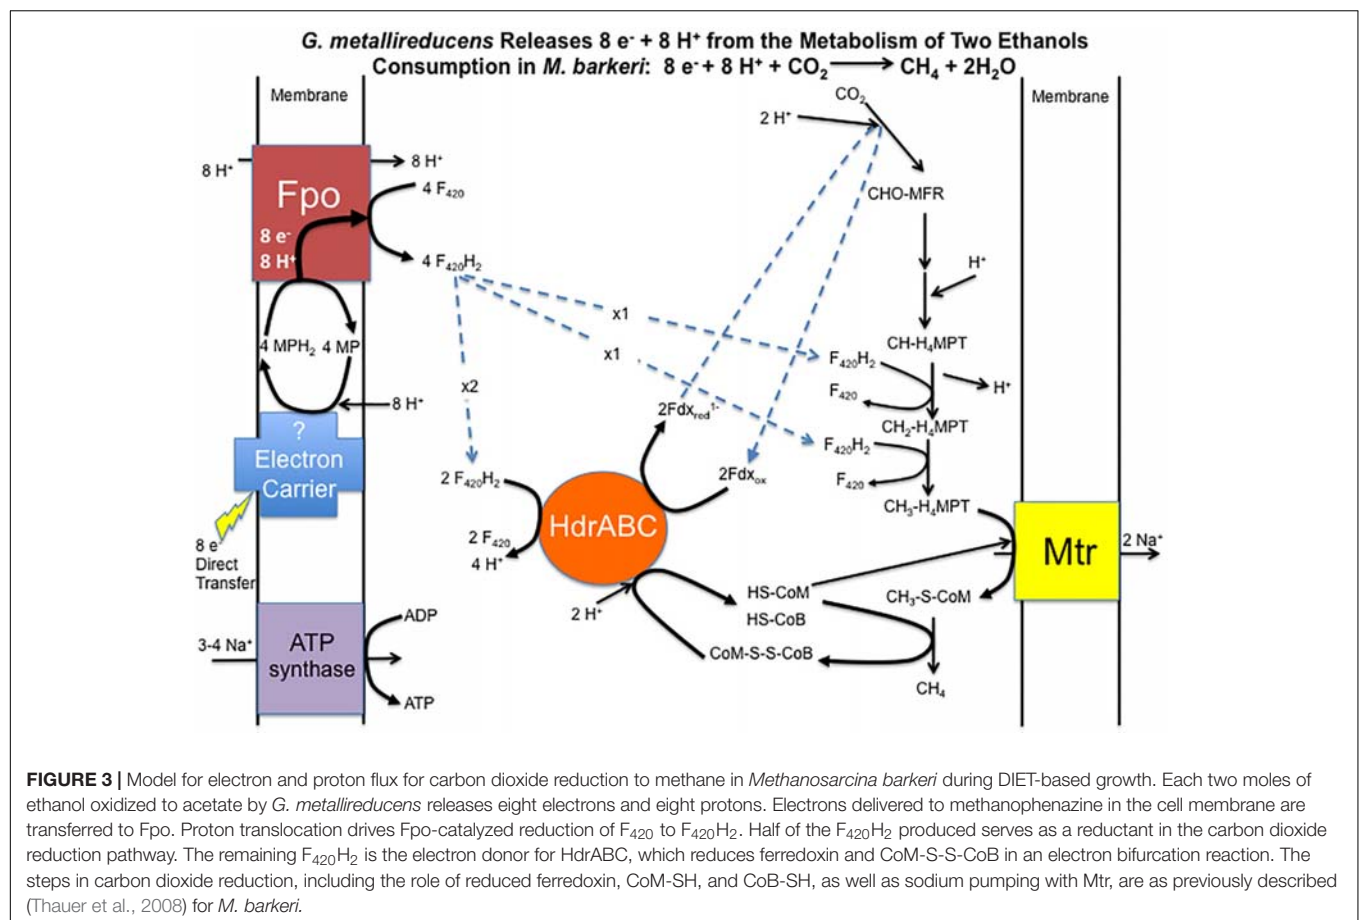 G. metallireducens Releases 8 e⁻ + 8 H⁺ from the Metabolism of Two Ethanols
Consumption in M. barkeri: 8 e⁻ + 8 H⁺ + CO₂ → CH₄ + 2H₂O
Membrane
Membrane
CO₂
2 H⁺
8 H⁺
8 H⁺
Fpo
4 F₄₂₀
CHO-MFR
8 e⁻
8 H⁺
4 F₄₂₀H₂
H⁺
x1
4 MPH₂ 4 MP
CH-H₄MPT
x1
F₄₂₀H₂
x2
H⁺
F₄₂₀
8 H⁺
2Fdxred¹⁻
CH₂-H₄MPT
?
Electron
Carrier
F₄₂₀H₂
2 F₄₂₀H₂
2Fdxox
F₄₂₀
CH₃-H₄MPT
HdrABC
8 e⁻
Direct
Transfer
2 F₄₂₀
4 H⁺
Mtr
2 Na⁺
2 H⁺
HS-CoM
HS-CoB
CH₃-S-CoM
ADP
3-4 Na⁺
ATP
synthase
CoM-S-S-CoB
CH₄
ATP
FIGURE 3 | Model for electron and proton flux for carbon dioxide reduction to methane in Methanosarcina barkeri during DIET-based growth. Each two moles of
ethanol oxidized to acetate by G. metallireducens releases eight electrons and eight protons. Electrons delivered to methanophenazine in the cell membrane are
transferred to Fpo. Proton translocation drives Fpo-catalyzed reduction of F₄₂₀ to F₄₂₀H₂. Half of the F₄₂₀H₂ produced serves as a reductant in the carbon dioxide
reduction pathway. The remaining F₄₂₀H₂ is the electron donor for HdrABC, which reduces ferredoxin and CoM-S-S-CoB in an electron bifurcation reaction. The
steps in carbon dioxide reduction, including the role of reduced ferredoxin, CoM-SH, and CoB-SH, as well as sodium pumping with Mtr, are as previously described
(Thauer et al., 2008) for M. barkeri.